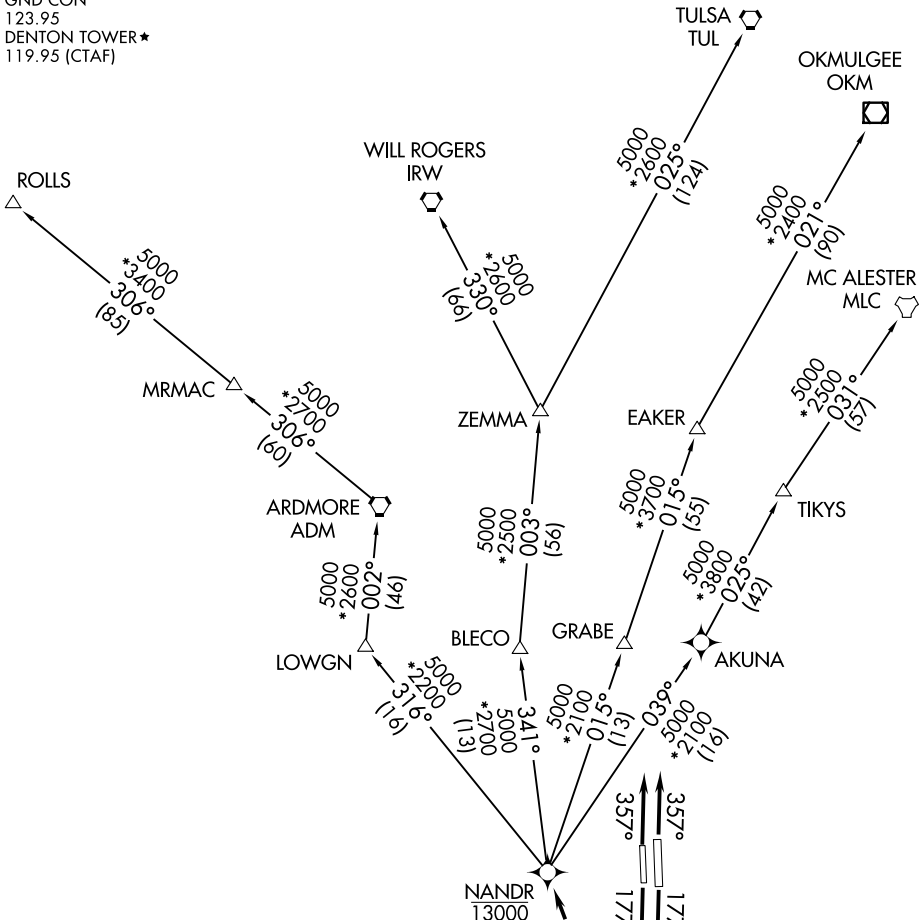 GND CON
123.95
DENTON TOWER★
119.95 (CTAF)
TULSA
TUL
OKMULGEE
OKM
WILL ROGERS
IRW
ROLLS
MC ALESTER
MLC
5000
*2600
025°
(124)
5000
*2400
021°
(90)
5000
*2600
330°
(66)
5000
*3400
306°
(85)
MRMAC
5000
*2700
306°
(60)
ZEMMA
EAKER
5000
*2500
031°
(57)
ARDMORE
ADM
TIKYS
5000
*2500
003°
(56)
5000
*3700
015°
(55)
5000
*3800
025°
(42)
5000
*2600
002°
(46)
LOWGN
BLECO
GRABE
AKUNA
5000
*2200
316°
(16)
341°
5000
*2700
(13)
5000
*2100
015°
(13)
039°
5000
*2100
(16)
357°
357°
177
177
NANDR
13000